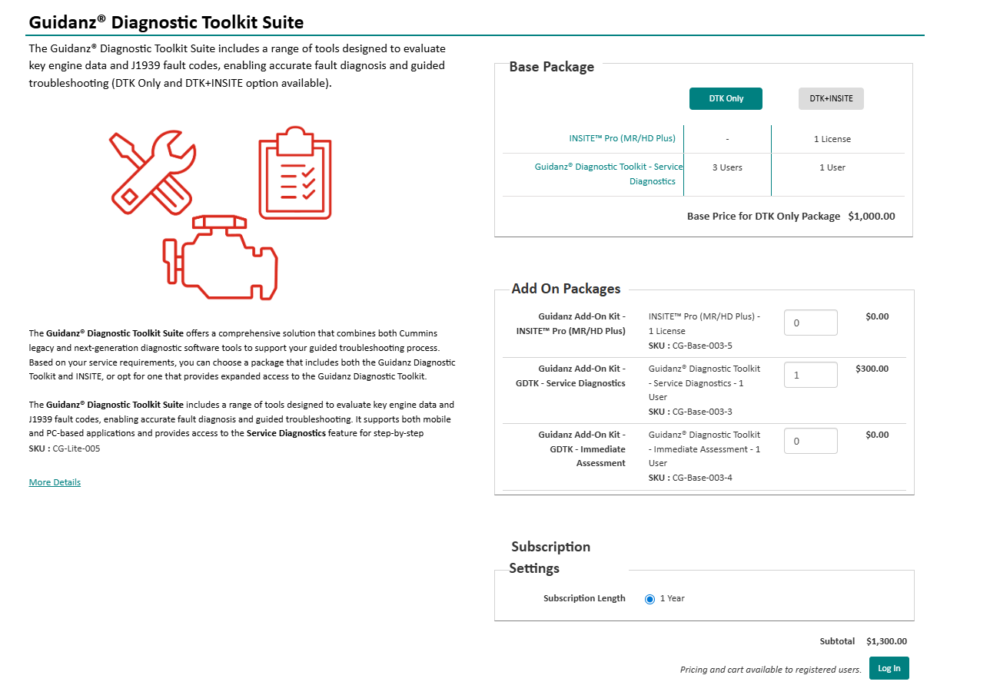 Guidanz® Diagnostic Toolkit Suite
The Guidanz® Diagnostic Toolkit Suite includes a range of tools designed to evaluate
key engine data and J1939 fault codes, enabling accurate fault diagnosis and guided
troubleshooting (DTK Only and DTK+INSITE option available).
The Guidanz® Diagnostic Toolkit Suite offers a comprehensive solution that combines both Cummins
legacy and next-generation diagnostic software tools to support your guided troubleshooting process.
Based on your service requirements, you can choose a package that includes both the Guidanz Diagnostic
Toolkit and INSITE, or opt for one that provides expanded access to the Guidanz Diagnostic Toolkit.
The Guidanz® Diagnostic Toolkit Suite includes a range of tools designed to evaluate key engine data and
J1939 fault codes, enabling accurate fault diagnosis and guided troubleshooting. It supports both mobile
and PC-based applications and provides access to the Service Diagnostics feature for step-by-step
SKU : CG-Lite-005
More Details
Base Package
DTK Only DTK+INSITE
INSITE™ Pro (MR/HD Plus) - 1 License
Guidanz® Diagnostic Toolkit - Service 3 Users 1 User
Diagnostics
Base Price for DTK Only Package $1,000.00
Add On Packages
Guidanz Add-On Kit - INSITE™ Pro (MR/HD Plus) - 0 $0.00
INSITE™ Pro (MR/HD Plus) 1 License
SKU : CG-Base-003-5
Guidanz Add-On Kit - Guidanz® Diagnostic Toolkit 1 $300.00
GDTK - Service Diagnostics - Service Diagnostics - 1
User
SKU : CG-Base-003-3
Guidanz Add-On Kit - Guidanz® Diagnostic Toolkit 0 $0.00
GDTK - Immediate - Immediate Assessment - 1
Assessment User
SKU : CG-Base-003-4
Subscription
Settings
Subscription Length 1 Year
Subtotal $1,300.00
Pricing and cart available to registered users. Log In